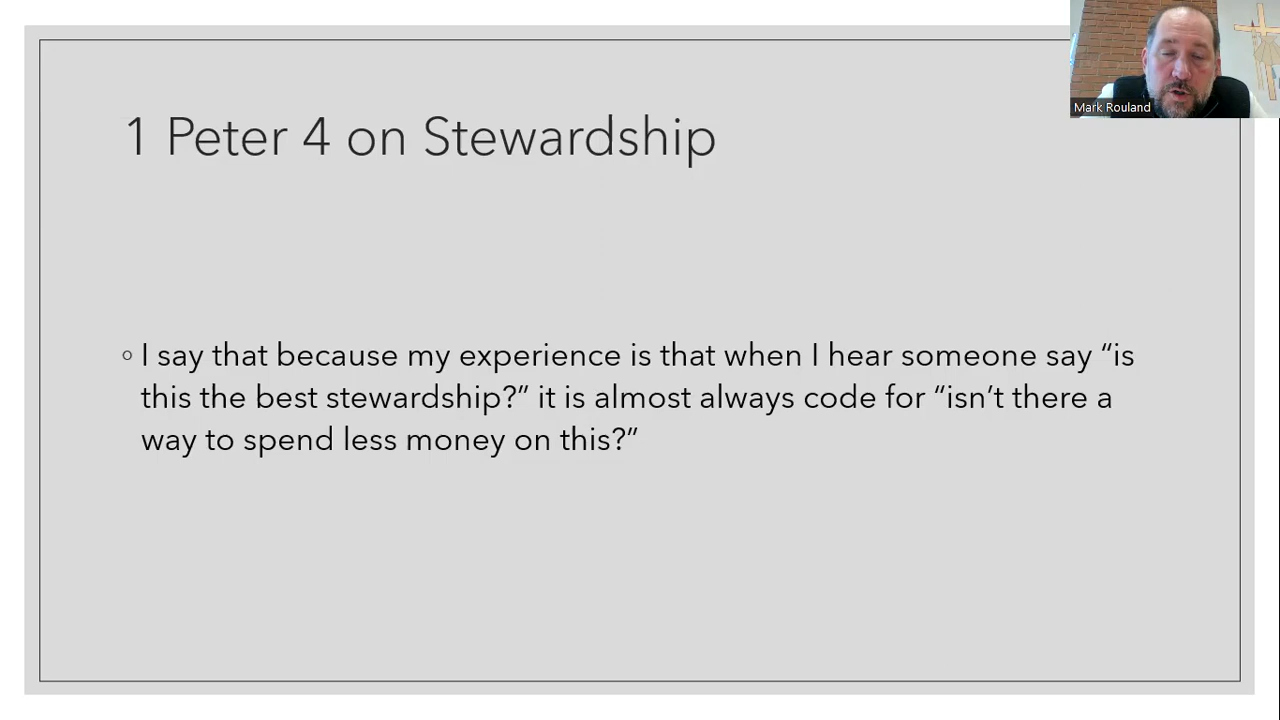 1 Peter 4 on Stewardship
Mark Rouland
◦ I say that because my experience is that when I hear someone say “is
this the best stewardship?” it is almost always code for “isn’t there a
way to spend less money on this?”